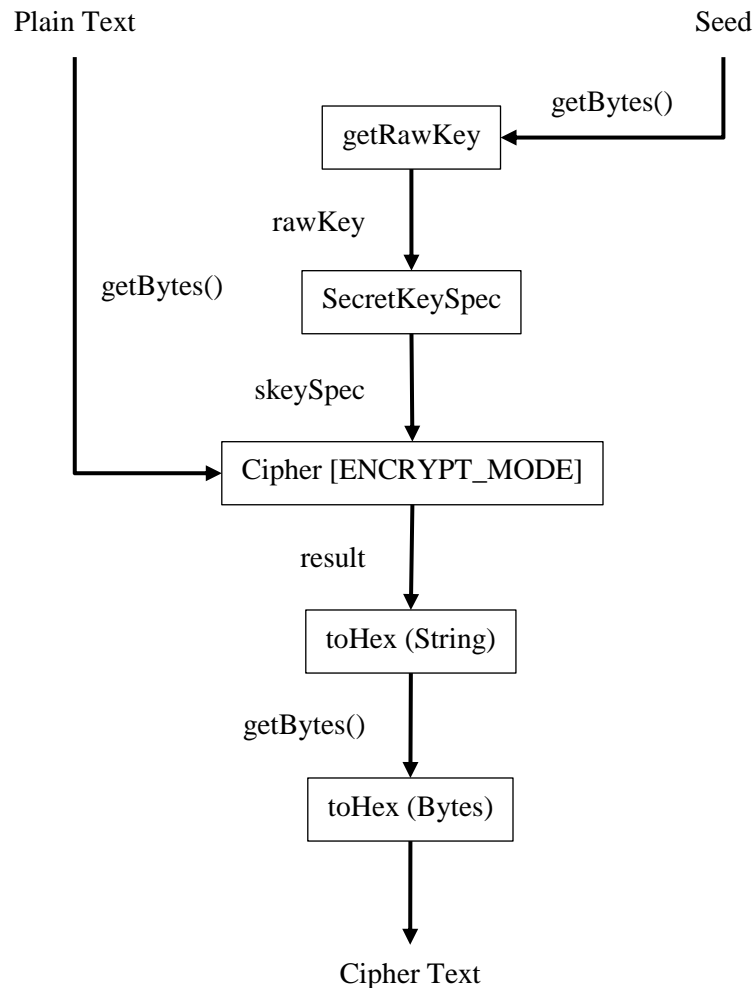 Plain Text
Seed
getBytes()
getRawKey
rawKey
getBytes()
SecretKeySpec
skeySpec
Cipher [ENCRYPT_MODE]
result
toHex (String)
getBytes()
toHex (Bytes)
Cipher Text